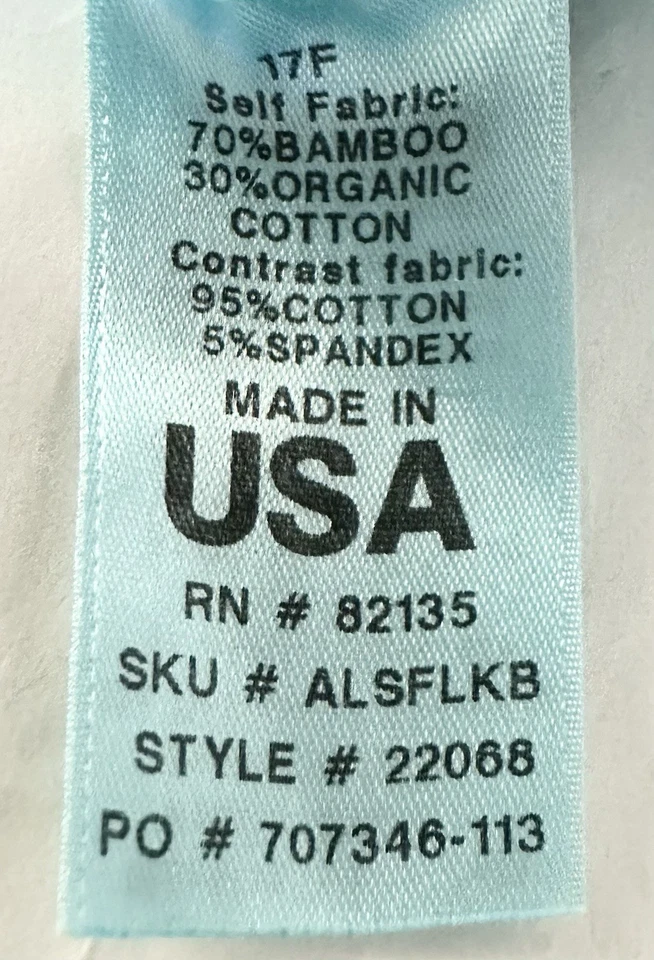 17F
Self Fabric:
70%BAMBOO
30%ORGANIC
COTTON
Contrast fabric:
95%COTTON
5%SPANDEX
MADE IN
USA
RN # 82135
SKU # ALSFLKB
STYLE # 22068
PO # 707346-113